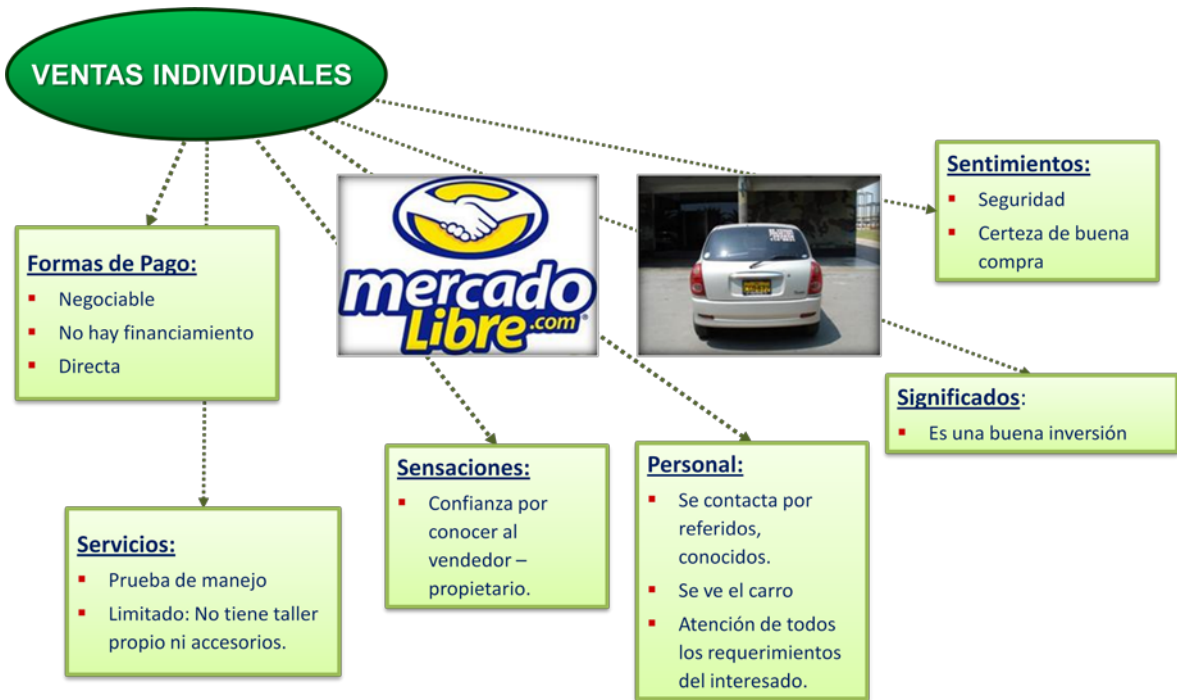 VENTAS INDIVIDUALES
Formas de Pago:
Negociable
No hay financiamiento
Directa
mercado
Libre.com
Sentimientos:
Seguridad
Certeza de buena
compra
Significados:
Es una buena inversión
Servicios:
Prueba de manejo
Limitado: No tiene taller
propio ni accesorios.
Sensaciones:
Confianza por
conocer al
vendedor –
propietario.
Personal:
Se contacta por
referidos,
conocidos.
Se ve el carro
Atención de todos
los requerimientos
del interesado.